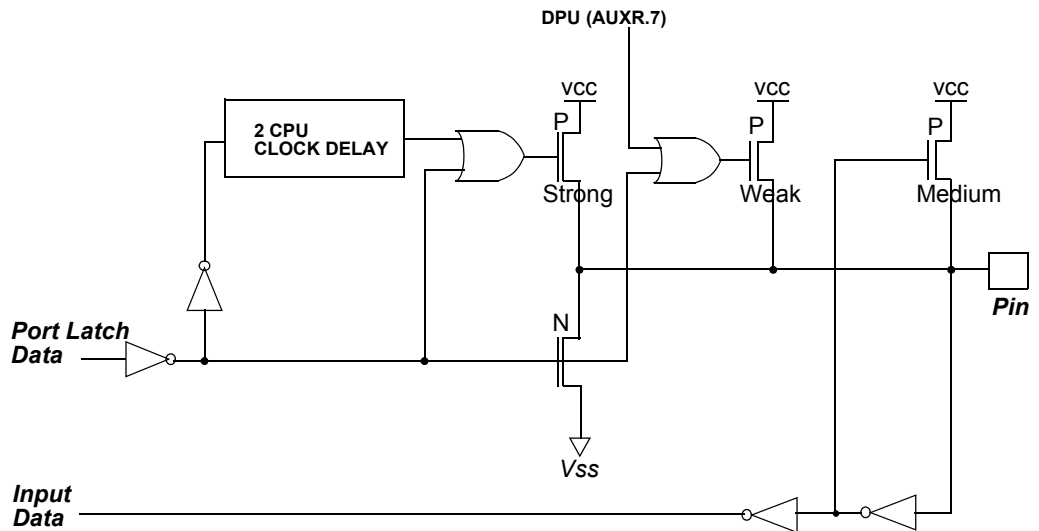 DPU (AUXR.7)
VCC
VCC
VCC
2 CPU
CLOCK DELAY
P
P
P
Strong
Weak
Medium
Pin
Port Latch
Data
N
Vss
Input
Data